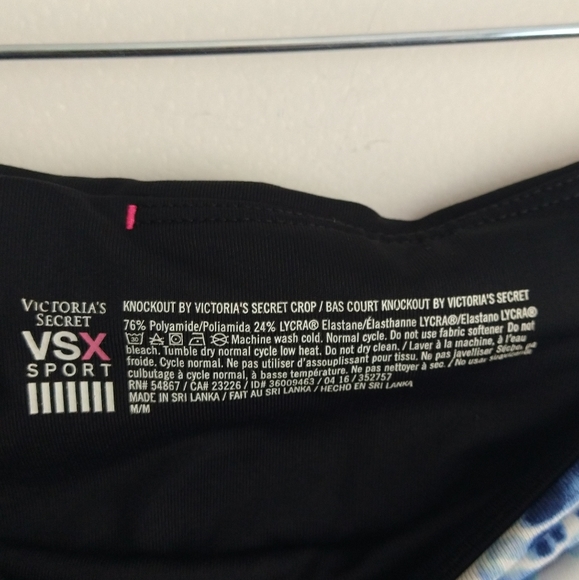 VICTORIA'S
SECRET
VSX
SPORT
KNOCKOUT BY VICTORIA'S SECRET CROP / BAS COURT KNOCKOUT BY VICTORIA'S SECRET
76% Polyamide/Poliamida 24% LYCRA® Elastane/Élasthanne LYCRA®/Elastano LYCRA®
30 Machine wash cold. Normal cycle. Do not use fabric softener Do not
bleach. Tumble dry normal cycle low heat. Do not dry clean. / Laver à la machine, à l'eau
froide. Cycle normal. Ne pas utiliser d'assouplissant pour tissu. Ne pas javelliser Séche
culbutage à cycle normal, à basse température. Ne pas nettoyer à sec. / No usar
RN# 54867 / CA# 23226 / ID# 36009463 / 04 16 / 352757
MADE IN SRI LANKA / FAIT AU SRI LANKA / HECHO EN SRI LANKA
M/M